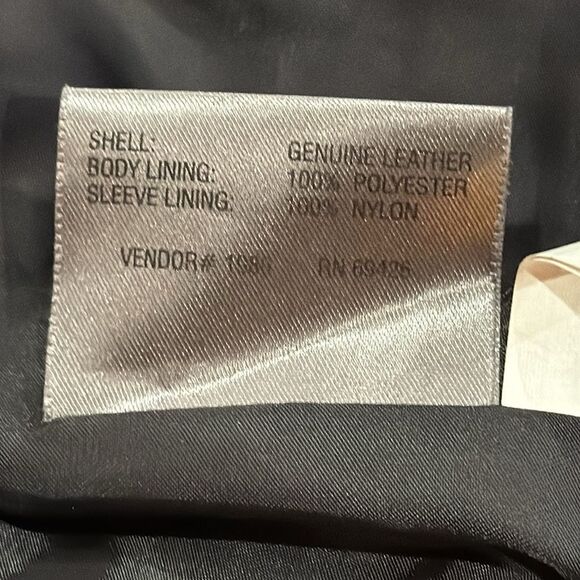 SHELL: GENUINE LEATHER
BODY LINING: 100% POLYESTER
SLEEVE LINING: 100% NYLON
VENDOR# RN 69426